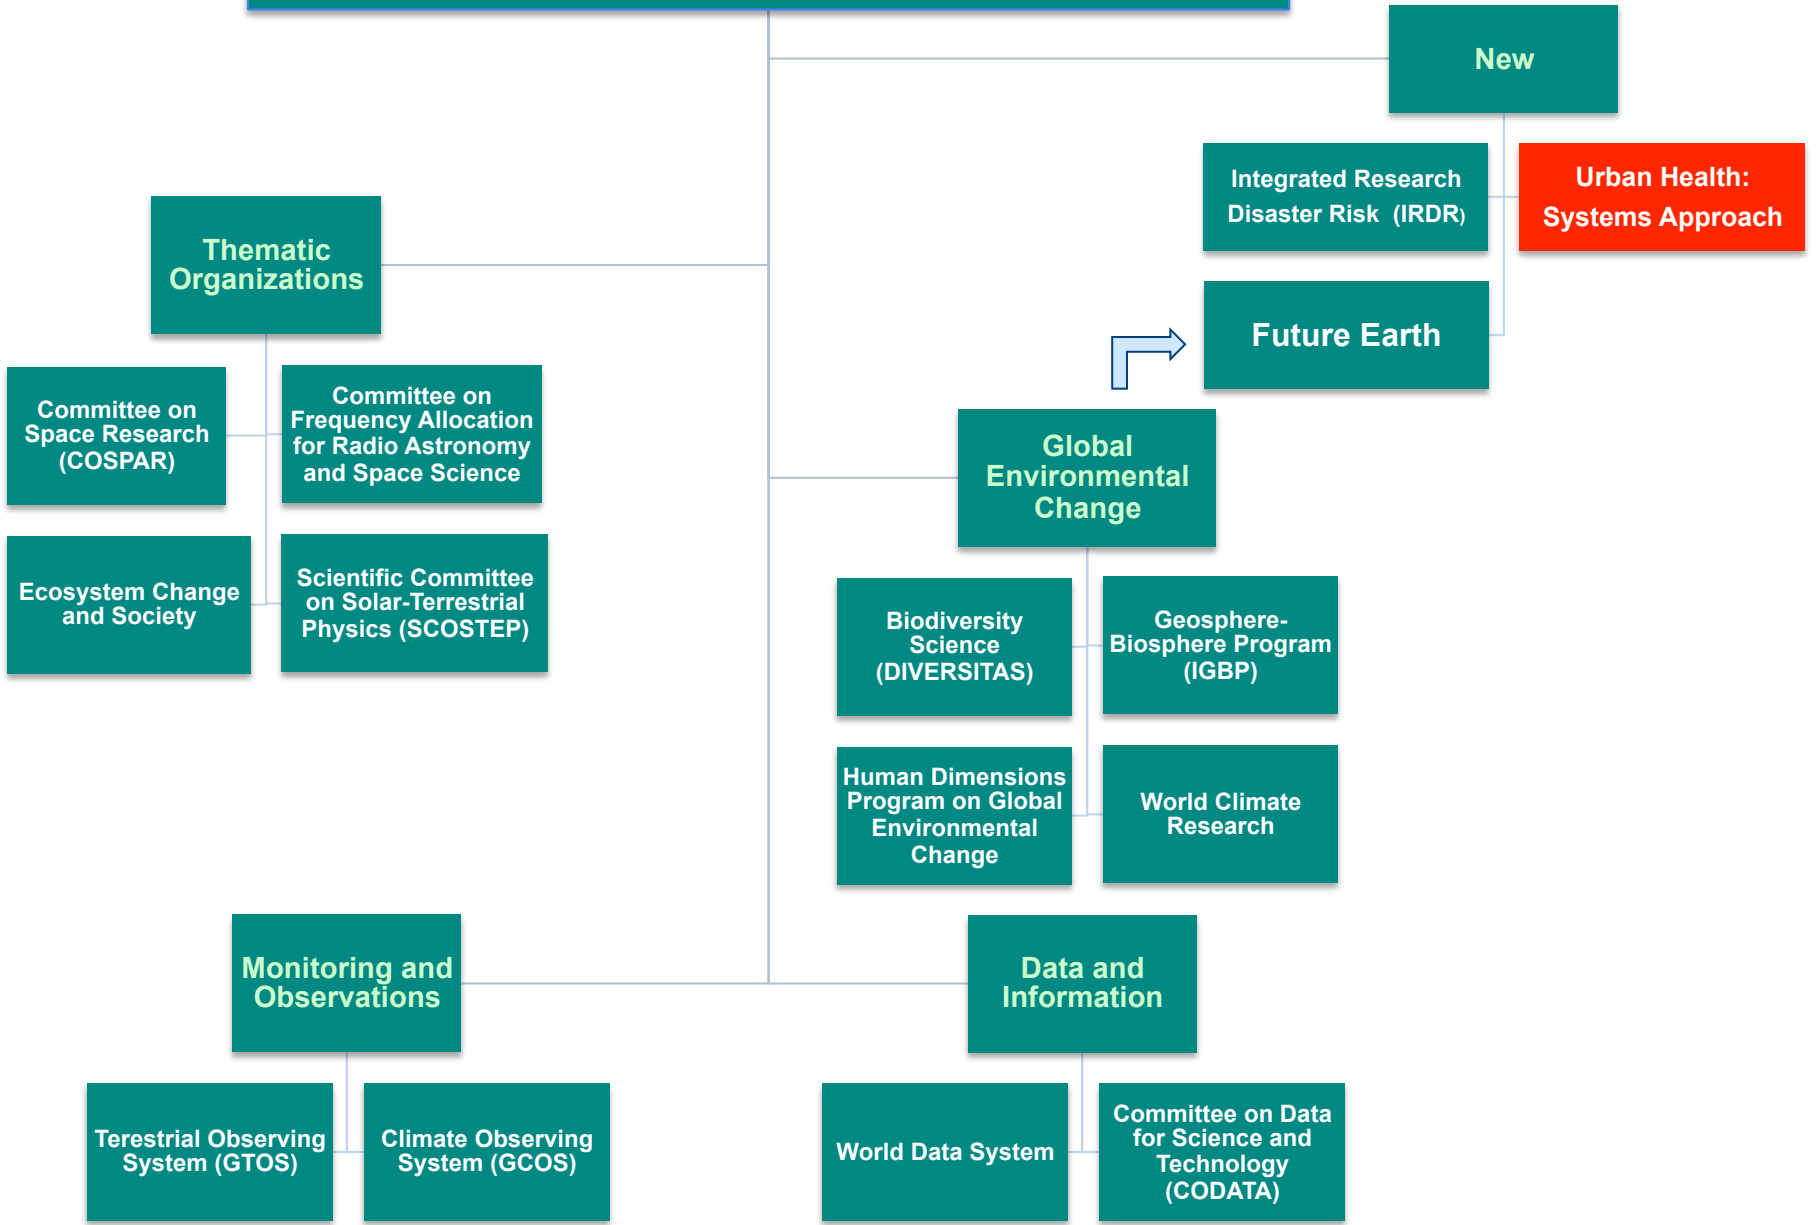 New
Integrated Research
Disaster Risk (IRDR)
Urban Health:
Systems Approach
Thematic
Organizations
Future Earth
Committee on
Space Research
(COSPAR)
Committee on
Frequency Allocation
for Radio Astronomy
and Space Science
Global
Environmental
Change
Ecosystem Change
and Society
Scientific Committee
on Solar-Terrestrial
Physics (SCOSTEP)
Biodiversity
Science
(DIVERSITAS)
Geosphere-
Biosphere Program
(IGBP)
Human Dimensions
Program on Global
Environmental
Change
World Climate
Research
Monitoring and
Observations
Data and
Information
Terestrial Observing
System (GTOS)
Climate Observing
System (GCOS)
World Data System
Committee on Data
for Science and
Technology
(CODATA)